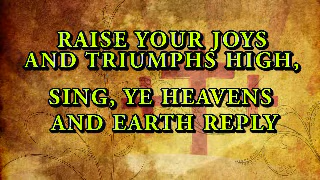 RAISE YOUR JOYS
AND TRIUMPHS HIGH,
SING, YE HEAVENS
AND EARTH REPLY